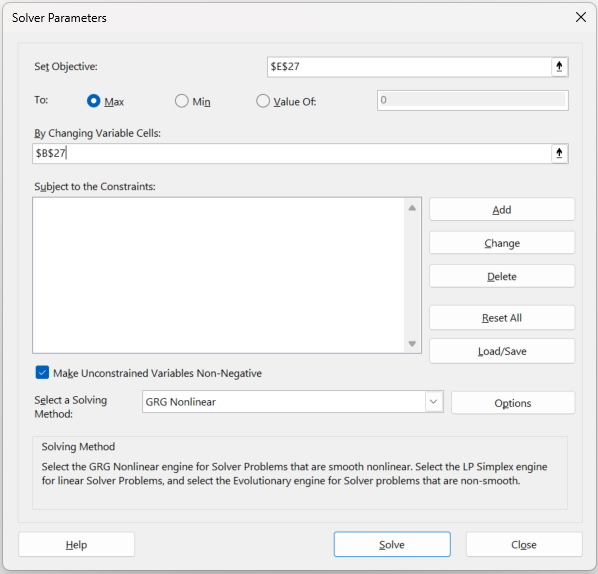 Solver Parameters
Set Objective:
$E$27
To:
Max
Min
Value Of:
0
By Changing Variable Cells:
$B$27
Subject to the Constraints:
Add
Change
Delete
Reset All
Load/Save
Make Unconstrained Variables Non-Negative
Select a Solving
Method:
GRG Nonlinear
Options
Solving Method
Select the GRG Nonlinear engine for Solver Problems that are smooth nonlinear. Select the LP Simplex engine
for linear Solver Problems, and select the Evolutionary engine for Solver problems that are non-smooth.
Help
Solve
Close